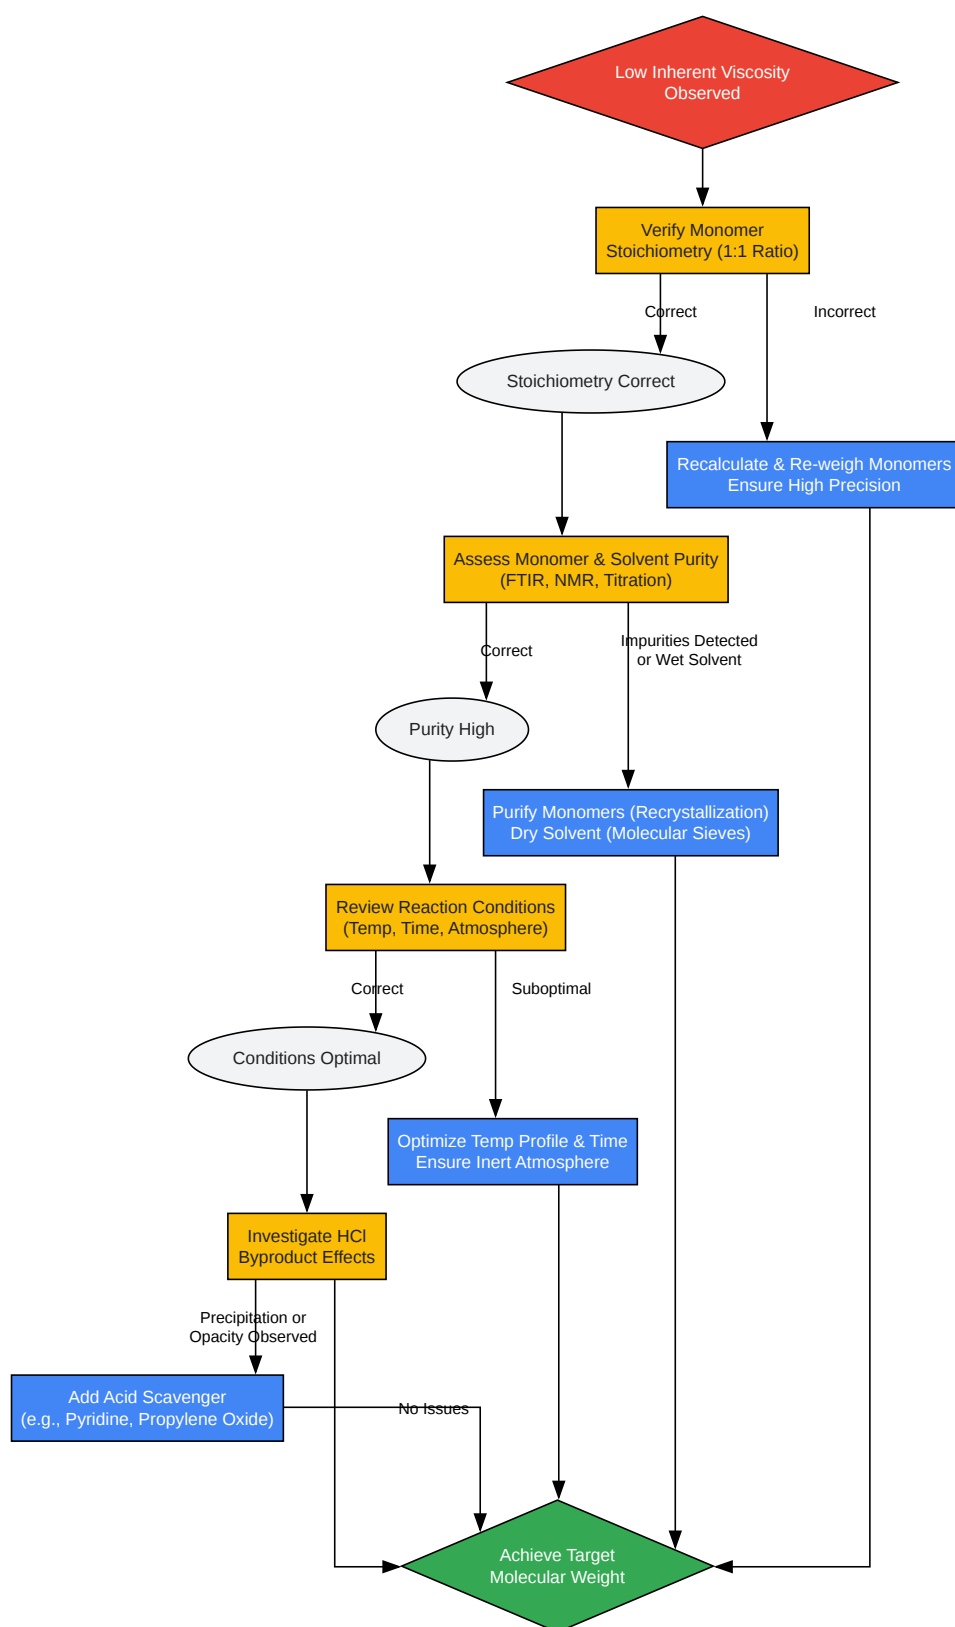 Low Inherent Viscosity
Observed
Verify Monomer
Stoichiometry (1:1 Ratio)
Correct
Incorrect
Stoichiometry Correct
Recalculate & Re-weigh Monomers
Ensure High Precision
Assess Monomer & Solvent Purity
(FTIR, NMR, Titration)
Correct
Impurities Detected
or Wet Solvent
Purity High
Purify Monomers (Recrystallization)
Dry Solvent (Molecular Sieves)
Review Reaction Conditions
(Temp, Time, Atmosphere)
Correct
Suboptimal
Conditions Optimal
Optimize Temp Profile & Time
Ensure Inert Atmosphere
Investigate HCl
Byproduct Effects
Precipitation or
Opacity Observed
Add Acid Scavenger
(e.g., Pyridine, Propylene Oxide)
No Issues
Achieve Target
Molecular Weight